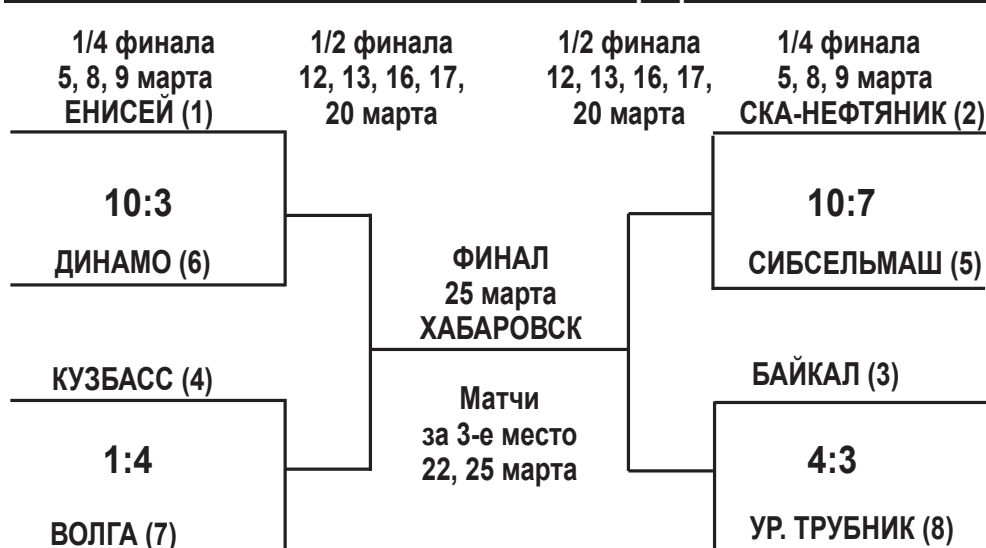 1/4 финала
5, 8, 9 марта
ЕНИСЕЙ (1)
10:3
ДИНАМО (6)
КУЗБАСС (4)
1:4
ВОЛГА (7)
1/2 финала
12, 13, 16, 17,
20 марта
ФИНАЛ
25 марта
ХАБАРОВСК
Матчи
за 3-е место
22, 25 марта
1/2 финала
12, 13, 16, 17,
20 марта
1/4 финала
5, 8, 9 марта
СКА-НЕФТЯНИК (2)
10:7
СИБСЕЛЬМАШ (5)
БАЙКАЛ (3)
4:3
УР. ТРУБНИК (8)